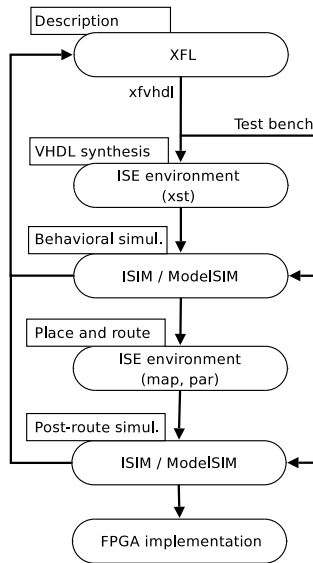 Description
XFL
xfvhdl
Test bench
VHDL synthesis
ISE environment
(xst)
Behavioral simul.
ISIM / ModelSIM
Place and route
ISE environment
(map, par)
Post-route simul.
ISIM / ModelSIM
FPGA implementation